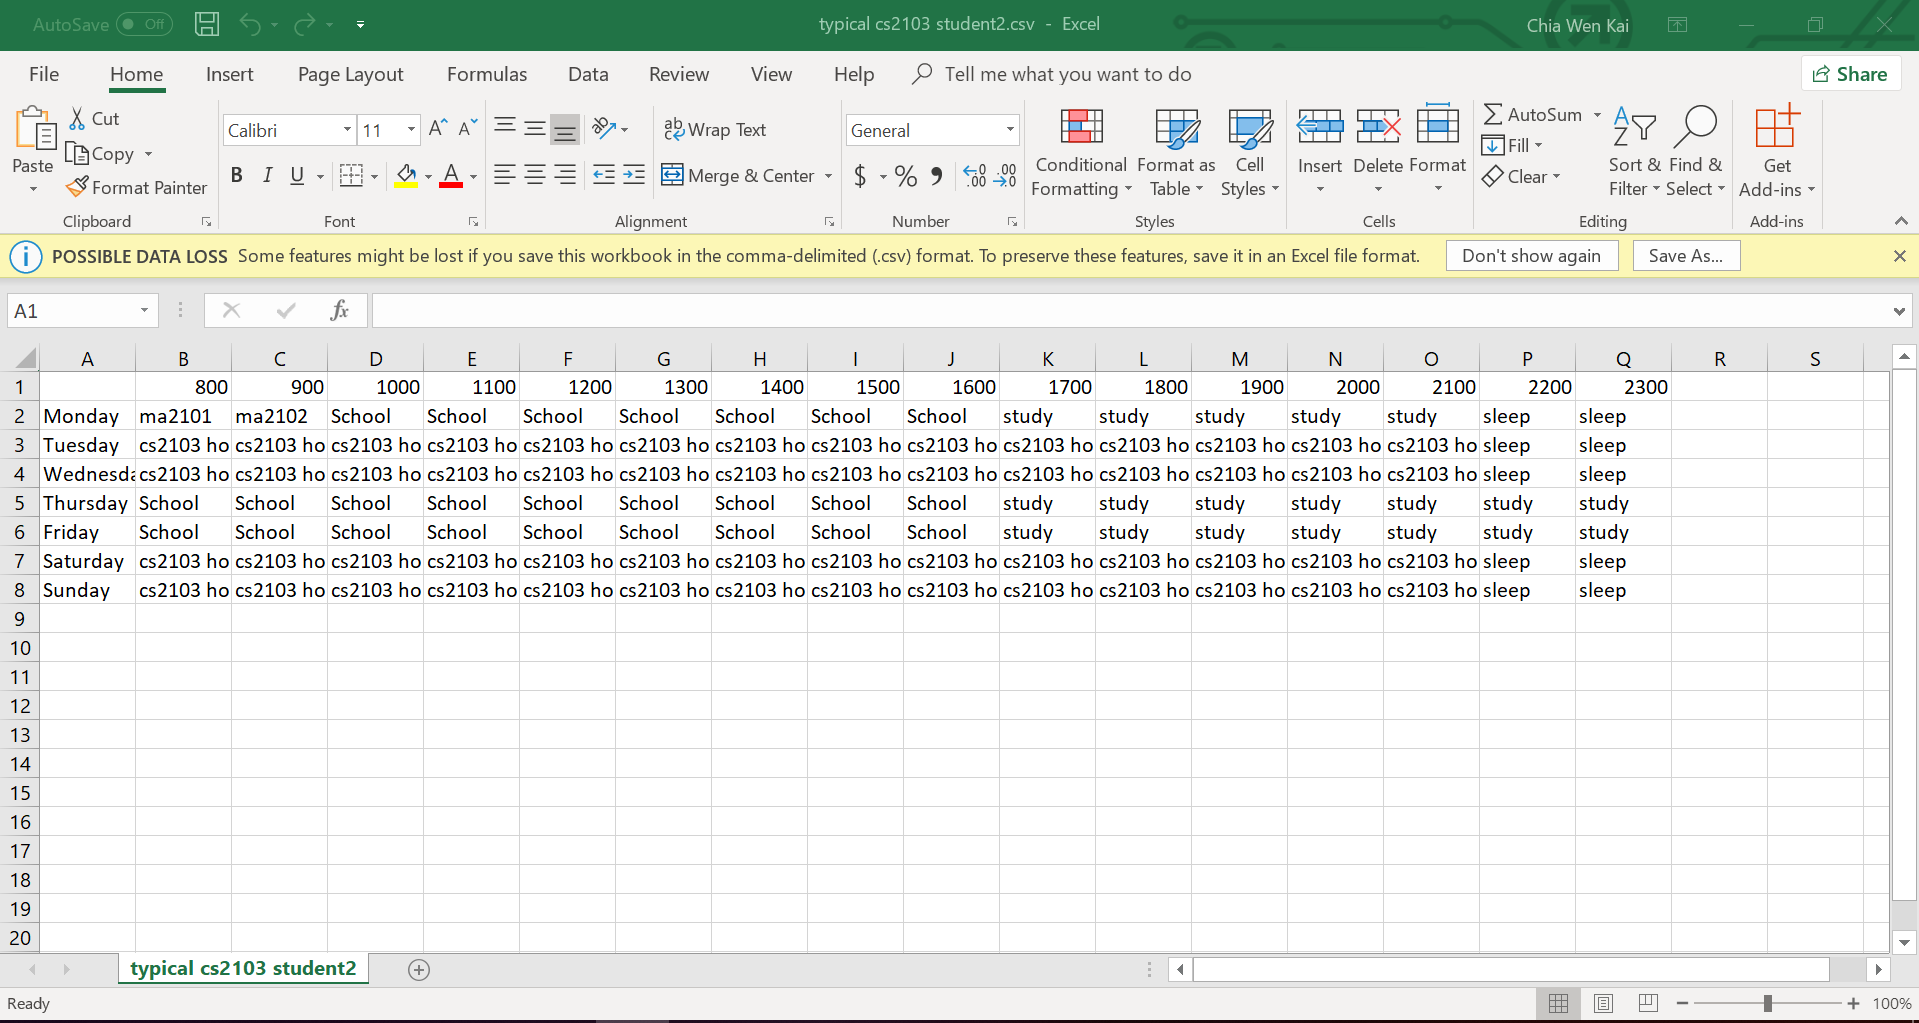 AutoSave Off typical cs2103 student2.csv - Excel Chia Wen Kai
File Home Insert Page Layout Formulas Data Review View Help Tell me what you want to do Share
Paste Cut Copy Format Painter
Calibri 11 A A B I U A
ab Wrap Text
Merge & Center
General
$ % 9 .00 .00
Conditional Formatting Format as Table Cell Styles
Insert Delete Format
AutoSum Fill Clear
Sort & Filter Find & Select
Get Add-ins
Clipboard Font Alignment Number Styles Cells Editing Add-ins
POSSIBLE DATA LOSS Some features might be lost if you save this workbook in the comma-delimited (.csv) format. To preserve these features, save it in an Excel file format. Don't show again Save As...
A1 fx
A B C D E F G H I J K L M N O P Q R S
1 800 900 1000 1100 1200 1300 1400 1500 1600 1700 1800 1900 2000 2100 2200 2300
2 Monday ma2101 ma2102 School School School School School School School study study study study study sleep sleep
3 Tuesday cs2103 ho cs2103 ho cs2103 ho cs2103 ho cs2103 ho cs2103 ho cs2103 ho cs2103 ho cs2103 ho cs2103 ho cs2103 ho cs2103 ho cs2103 ho cs2103 ho sleep sleep
4 Wednesda cs2103 ho cs2103 ho cs2103 ho cs2103 ho cs2103 ho cs2103 ho cs2103 ho cs2103 ho cs2103 ho cs2103 ho cs2103 ho cs2103 ho cs2103 ho cs2103 ho sleep sleep
5 Thursday School School School School School School School School School study study study study study study study
6 Friday School School School School School School School School School study study study study study study study
7 Saturday cs2103 ho cs2103 ho cs2103 ho cs2103 ho cs2103 ho cs2103 ho cs2103 ho cs2103 ho cs2103 ho cs2103 ho cs2103 ho cs2103 ho cs2103 ho cs2103 ho sleep sleep
8 Sunday cs2103 ho cs2103 ho cs2103 ho cs2103 ho cs2103 ho cs2103 ho cs2103 ho cs2103 ho cs2103 ho cs2103 ho cs2103 ho cs2103 ho cs2103 ho cs2103 ho sleep sleep
9
10
11
12
13
14
15
16
17
18
19
20
typical cs2103 student2
Ready 100%